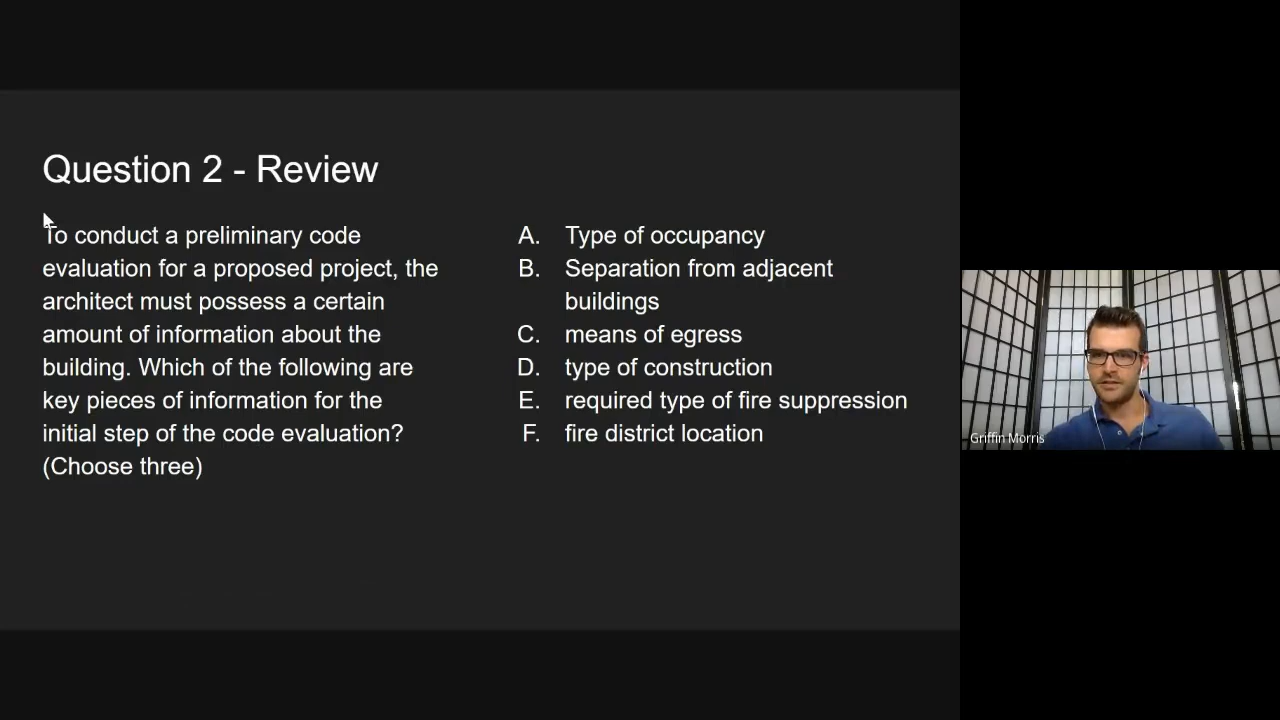 Question 2 - Review
To conduct a preliminary code
evaluation for a proposed project, the
architect must possess a certain
amount of information about the
building. Which of the following are
key pieces of information for the
initial step of the code evaluation?
(Choose three)
A. Type of occupancy
B. Separation from adjacent
buildings
C. means of egress
D. type of construction
E. required type of fire suppression
F. fire district location
Griffin Morris